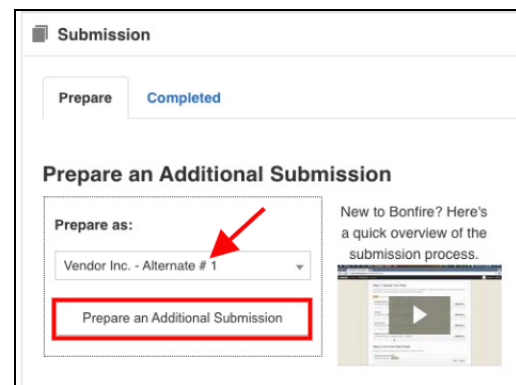 Submission
Prepare
Completed
Prepare an Additional Submission
Prepare as:
Vendor Inc. - Alternate # 1
Prepare an Additional Submission
New to Bonfire? Here's
a quick overview of the
submission process.